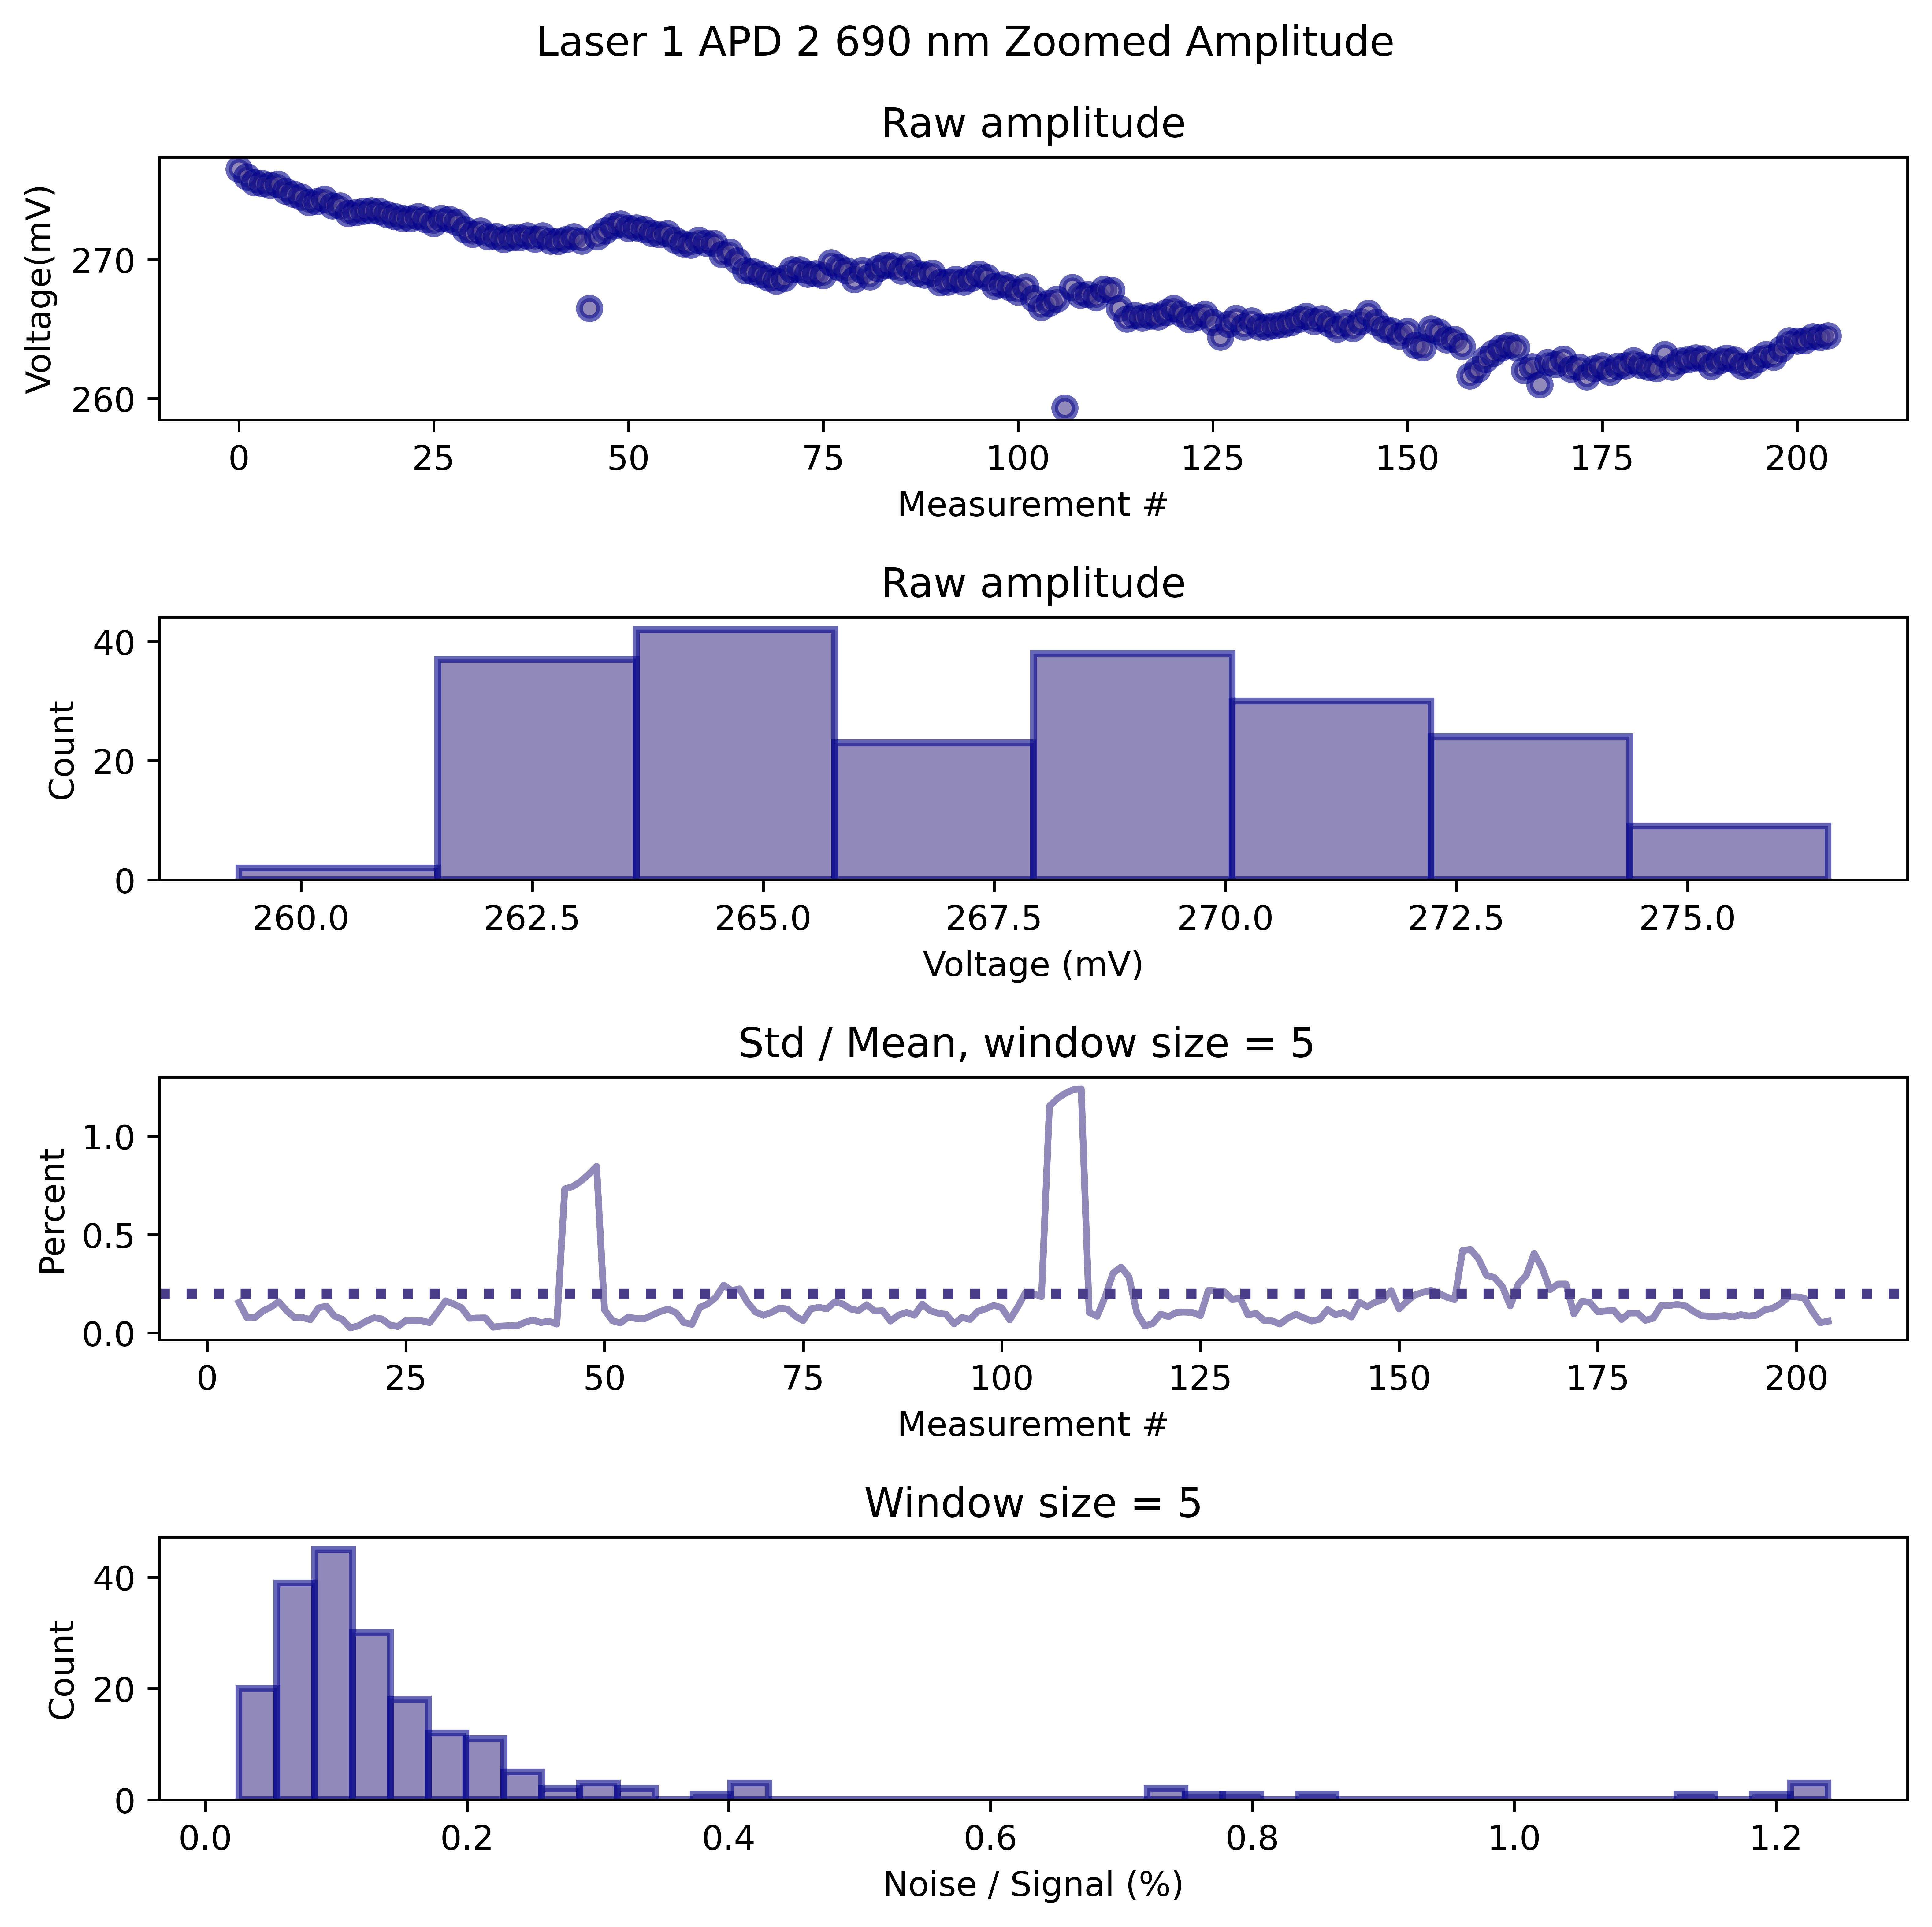 Laser 1 APD 2 690 nm Zoomed Amplitude
Raw amplitude
Voltage(mV)
270
260
0 25 50 75 100 125 150 175 200
Measurement #
Raw amplitude
Count
40
20
0
260.0 262.5 265.0 267.5 270.0 272.5 275.0
Voltage (mV)
Std / Mean, window size = 5
Percent
1.0
0.5
0.0
0 25 50 75 100 125 150 175 200
Measurement #
Window size = 5
Count
40
20
0
0.0 0.2 0.4 0.6 0.8 1.0 1.2
Noise / Signal (%)